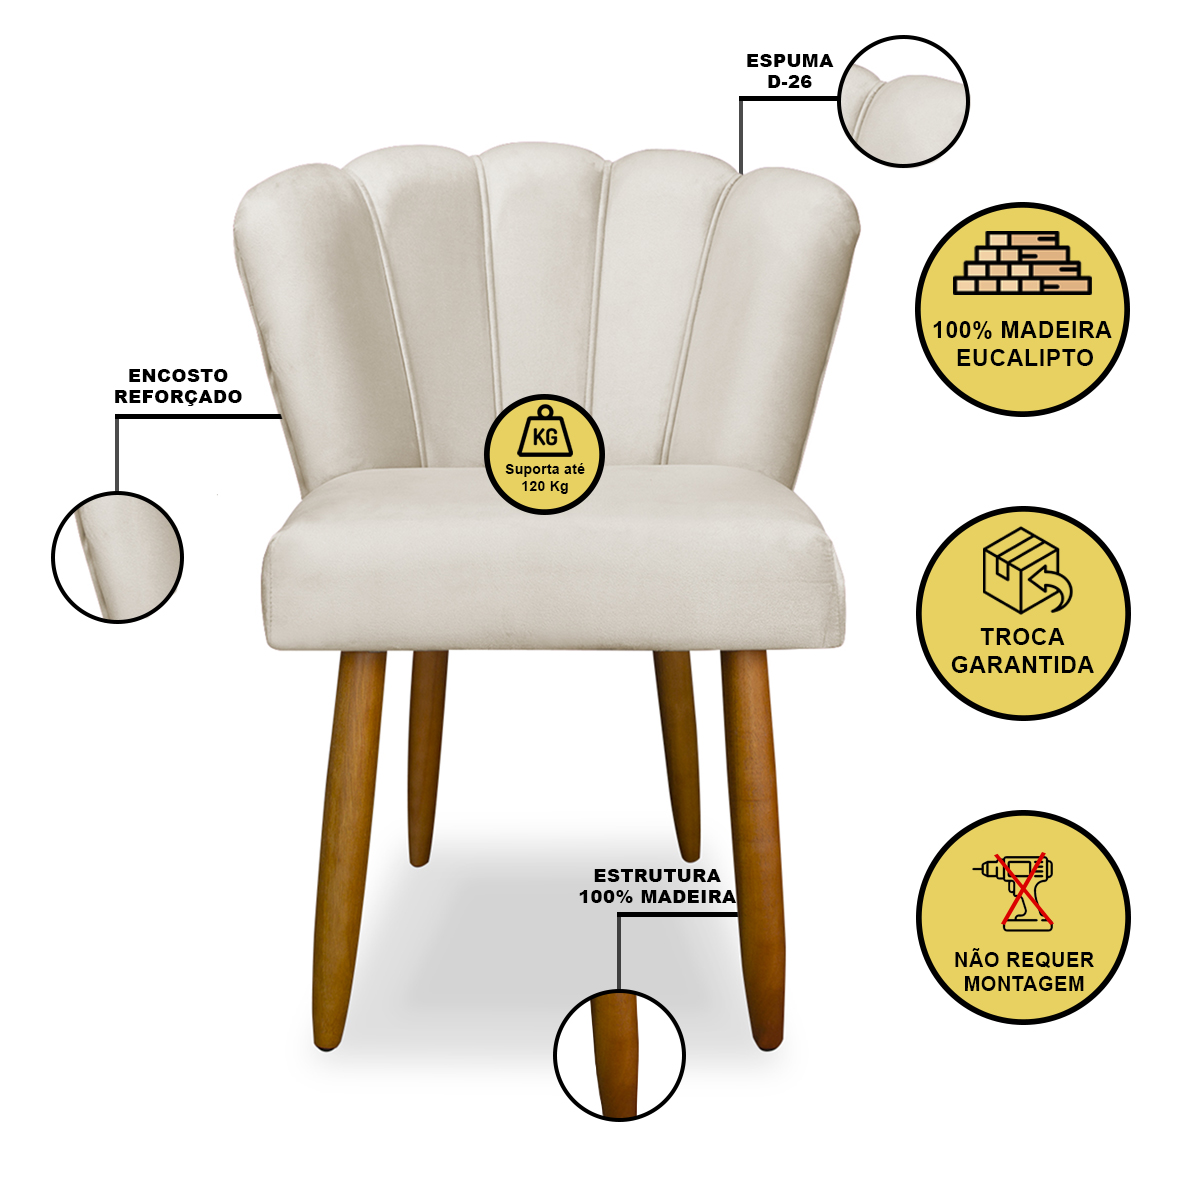 ESPUMA
D-26
100% MADEIRA
EUCALIPTO
ENCOSTO
REFORÇADO
KG
Suporta até
120 Kg
TROCA
GARANTIDA
ESTRUTURA
100% MADEIRA
NÃO REQUER
MONTAGEM